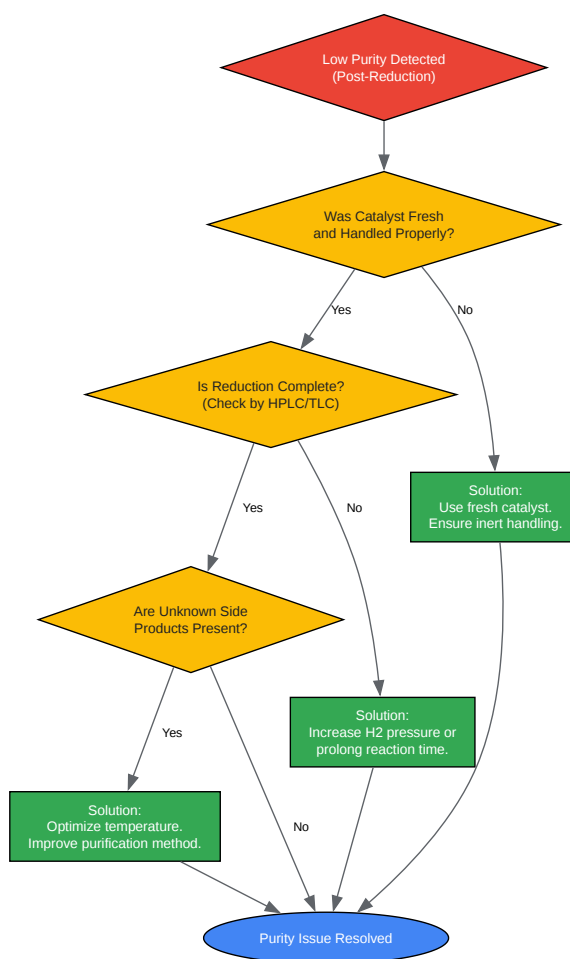 Low Purity Detected
(Post-Reduction)
Was Catalyst Fresh
and Handled Properly?
Yes
No
Is Reduction Complete?
(Check by HPLC/TLC)
Solution:
Use fresh catalyst.
Ensure inert handling.
Yes
No
Are Unknown Side
Products Present?
Solution:
Increase H2 pressure or
prolong reaction time.
Yes
Solution:
Optimize temperature.
Improve purification method.
No
Purity Issue Resolved